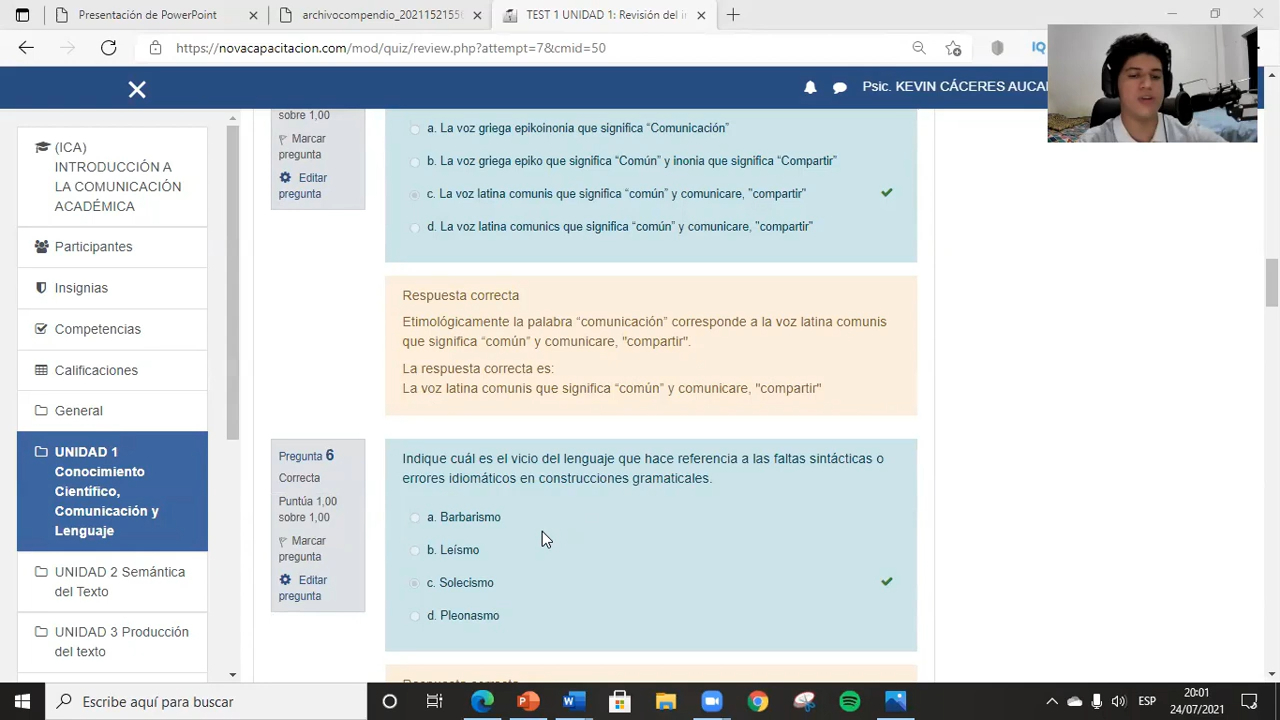 Presentación de PowerPoint
archivocompendio_2021152155
TEST 1 UNIDAD 1: Revisión del in
https://novacapacitacion.com/mod/quiz/review.php?attempt=7&cmid=50
IQ
Psic. KEVIN CÁCERES AUCA
(ICA)
INTRODUCCIÓN A
LA COMUNICACIÓN
ACADÉMICA
Participantes
Insignias
Competencias
Calificaciones
General
UNIDAD 1
Conocimiento
Científico,
Comunicación y
Lenguaje
UNIDAD 2 Semántica
del Texto
UNIDAD 3 Producción
del texto
sobre 1,00
Marcar
pregunta
Editar
pregunta
a. La voz griega epikoinonia que significa “Comunicación”
b. La voz griega epiko que significa “Común” y inonia que significa “Compartir”
c. La voz latina comunis que significa “común” y comunicare, "compartir"
d. La voz latina comunics que significa “común” y comunicare, "compartir"
Respuesta correcta
Etimológicamente la palabra “comunicación” corresponde a la voz latina comunis
que significa “común” y comunicare, "compartir".
La respuesta correcta es:
La voz latina comunis que significa “común” y comunicare, "compartir"
Pregunta 6
Correcta
Puntúa 1,00
sobre 1,00
Marcar
pregunta
Editar
pregunta
Indique cuál es el vicio del lenguaje que hace referencia a las faltas sintácticas o
errores idiomáticos en construcciones gramaticales.
a. Barbarismo
b. Leísmo
c. Solecismo
d. Pleonasmo
Respuesta correcta
Escribe aquí para buscar
ESP
20:01
24/07/2021